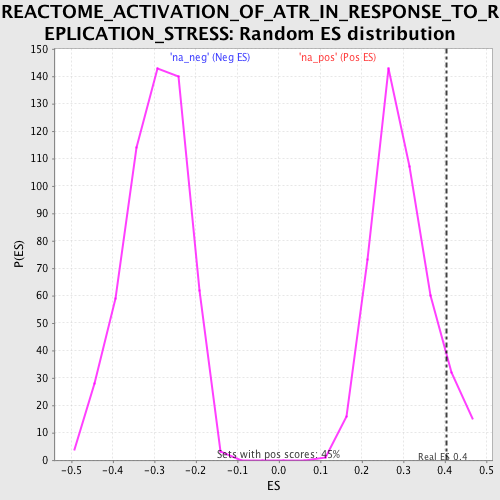 REACTOME_ACTIVATION_OF_ATR_IN_RESPONSE_TO_R
EPLICATION_STRESS: Random ES distribution
'na_neg' (Neg ES) 'na_pos' (Pos ES)
150
140
130
120
110
100
90
80
70
60
50
40
30
20
10
0
P(ES)
Sets with pos scores: 45%
Real ES 0.4
-0.5 -0.4 -0.3 -0.2 -0.1 0.0 0.1 0.2 0.3 0.4 0.5
ES